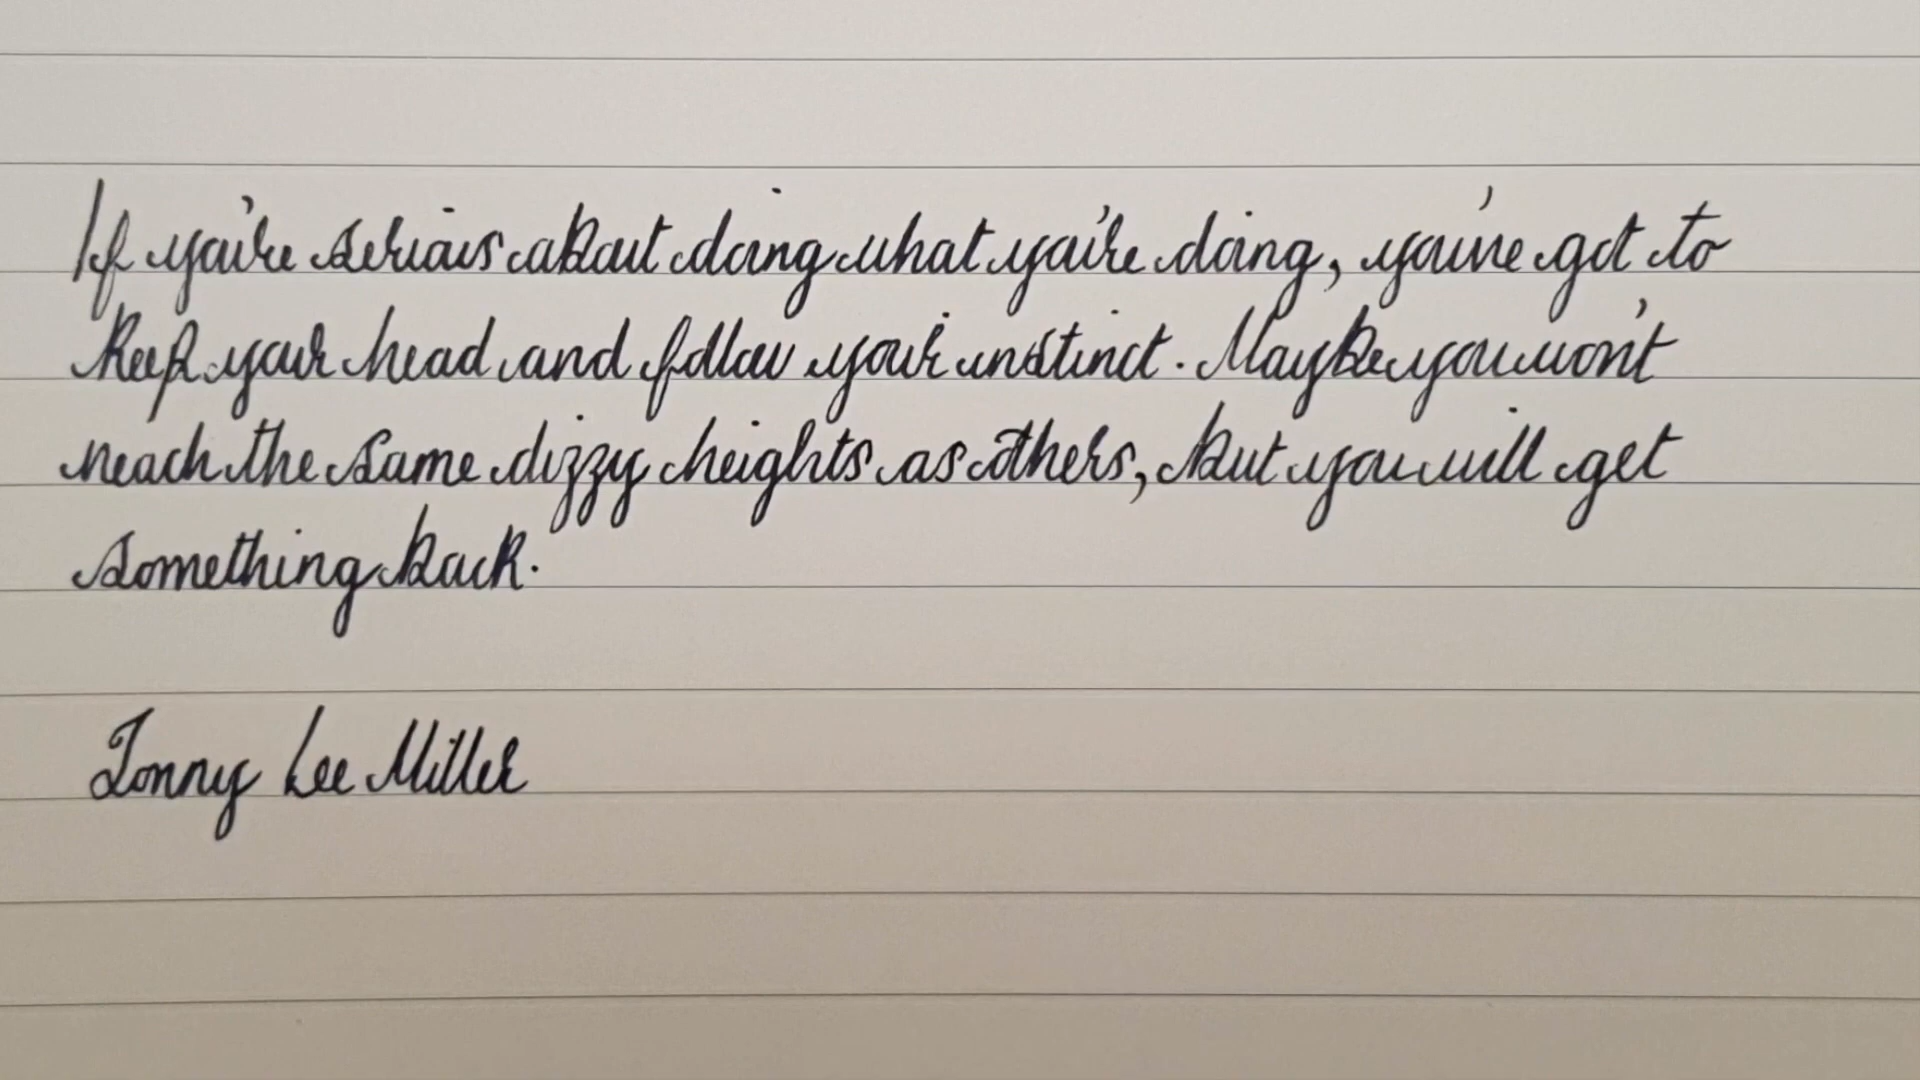 If you're serious about doing what you're doing, you've got to
keep your head and follow your instinct. Maybe you won't
reach the same dizzy heights as others, but you will get
something back.
Jonny Lee Miller